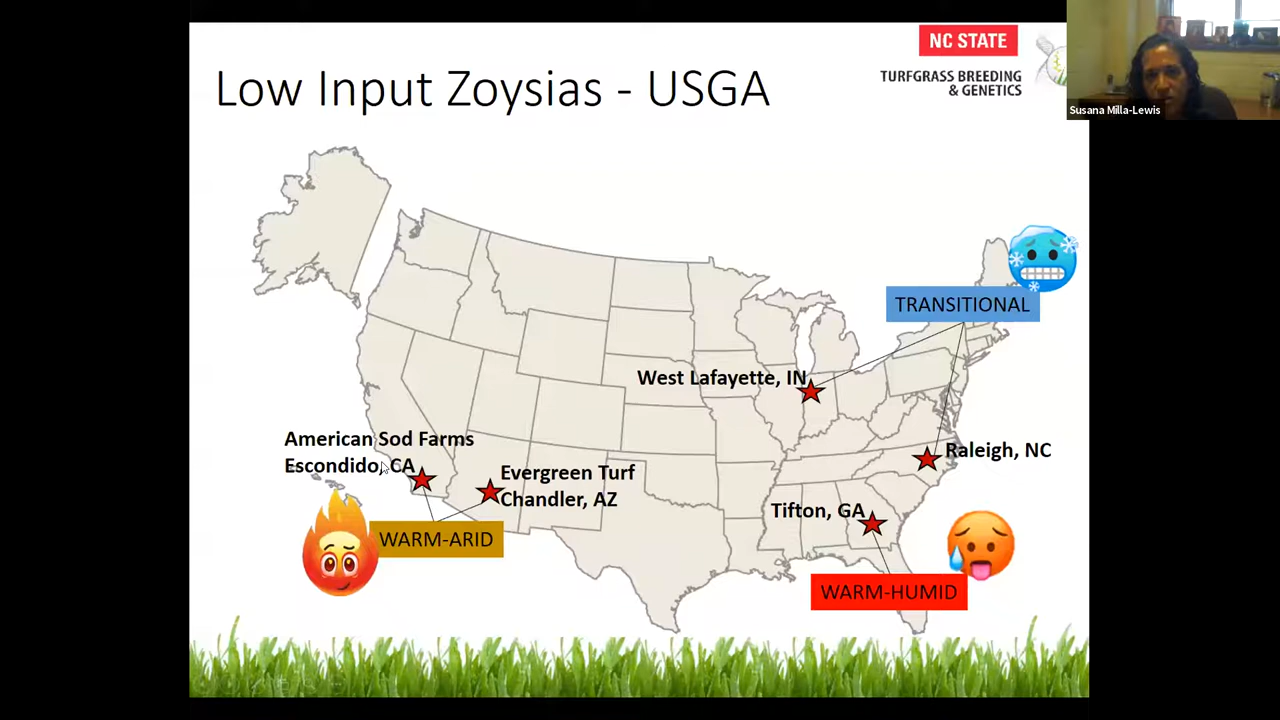 NC STATE
TURFGRASS BREEDING
& GENETICS
Susana Milla-Lewis
Low Input Zoysias - USGA
TRANSITIONAL
West Lafayette, IN
American Sod Farms
Escondido, CA
Evergreen Turf
Chandler, AZ
Raleigh, NC
Tifton, GA
WARM-ARID
WARM-HUMID